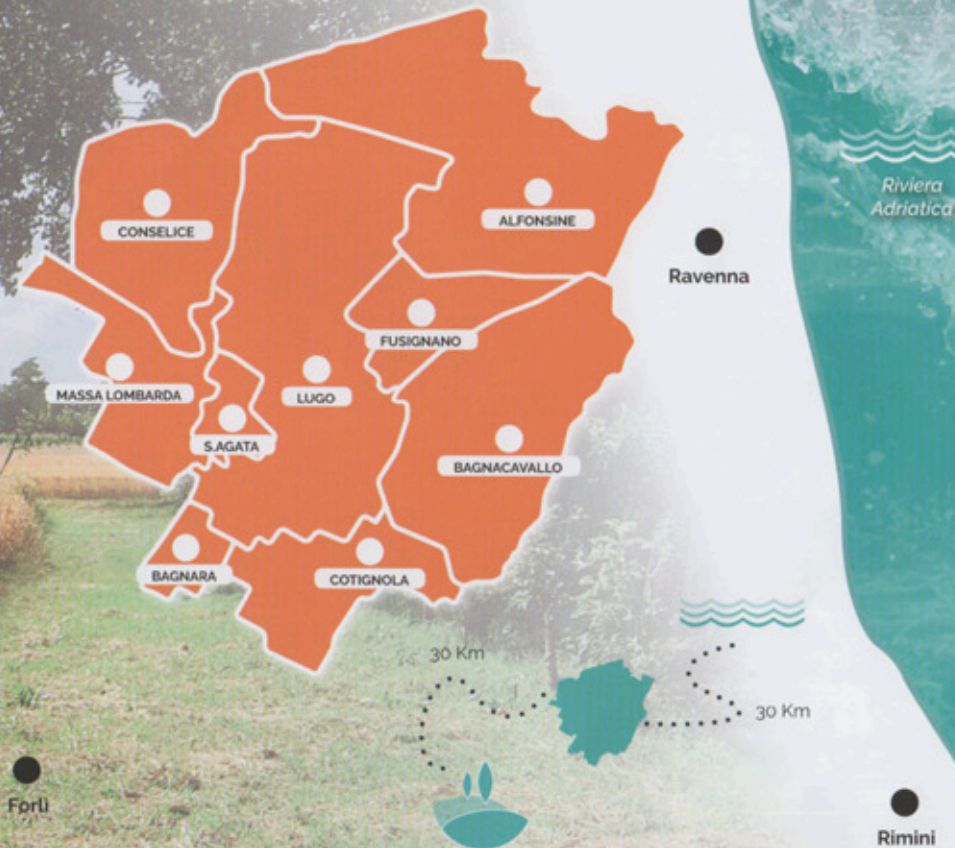 Riviera
Adriatica
CONSELICE
ALFONSINE
Ravenna
FUSIGNANO
MASSA LOMBARDA
LUGO
S.AGATA
BAGNACAVALLO
BAGNARA
COTIGNOLA
30 Km
30 Km
Forlì
Rimini